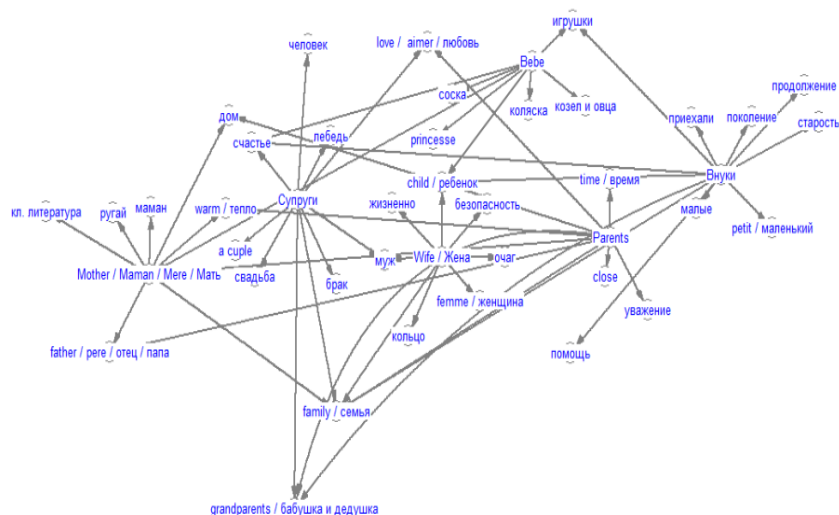 игрушки
человек
love / aimer / любовь
Bebe
продолжение
соска
козел и овца
коляска
дом
приехали
поколение
старость
счастье
лебедь
princesse
child / ребенок
time / время
Внуки
кл. литература
ругай
маман
warm / тепло
Супруги
жизненно
безопасность
малые
petit / маленький
Parents
a cuple
муж
Wife / Жена
очаг
Mother / Maman / Mere / Мать
свадьба
брак
close
femme / женщина
уважение
кольцо
father / pere / отец / папа
помощь
family / семья
grandparents / бабушка и дедушка